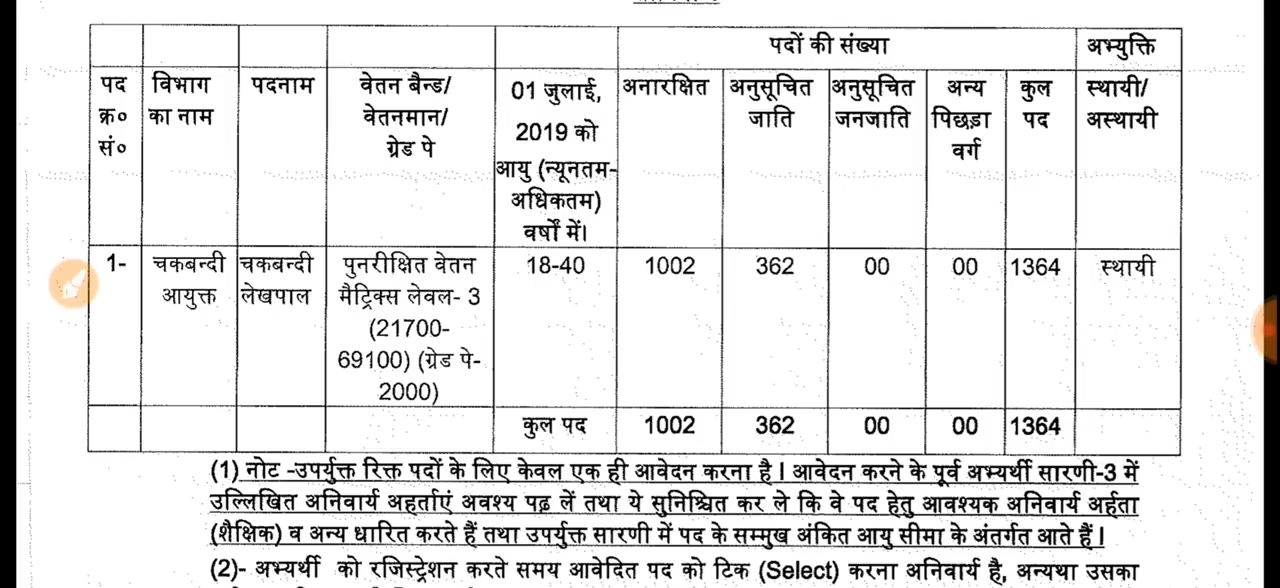 पदों की संख्या अभ्युक्ति
पद क्र० सं० विभाग का नाम पदनाम वेतन बैन्ड/ वेतनमान/ ग्रेड पे 01 जुलाई, 2019 को आयु (न्यूनतम- अधिकतम) वर्षों में। अनारक्षित अनुसूचित जाति अनुसूचित जनजाति अन्य पिछड़ा वर्ग कुल पद स्थायी/ अस्थायी
1- चकबन्दी आयुक्त चकबन्दी लेखपाल पुनरीक्षित वेतन मैट्रिक्स लेवल- 3 (21700- 69100) (ग्रेड पे- 2000) 18-40 1002 362 00 00 1364 स्थायी
कुल पद 1002 362 00 00 1364
(1) नोट -उपर्युक्त रिक्त पदों के लिए केवल एक ही आवेदन करना है। आवेदन करने के पूर्व अभ्यर्थी सारणी-3 में
उल्लिखित अनिवार्य अहर्ताएं अवश्य पढ़ लें तथा ये सुनिश्चित कर ले कि वे पद हेतु आवश्यक अनिवार्य अर्हता
(शैक्षिक) व अन्य धारित करते हैं तथा उपर्युक्त सारणी में पद के सम्मुख अंकित आयु सीमा के अंतर्गत आते हैं।
(2)- अभ्यर्थी को रजिस्ट्रेशन करते समय आवेदित पद को टिक (Select) करना अनिवार्य है, अन्यथा उसका